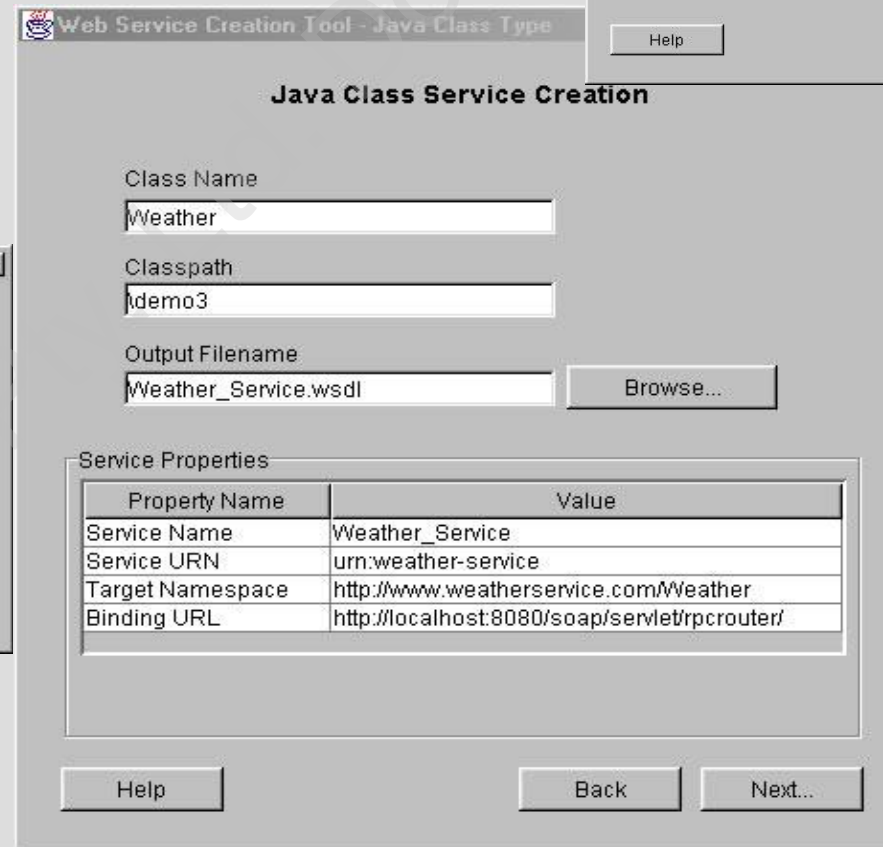 Web Service Creation Tool - Java Class Type
Help
Java Class Service Creation
Class Name
Weather
Classpath
\demo3
Output Filename
Weather_Service.wsdl
Browse...
Service Properties
Property Name Value
Service Name Weather_Service
Service URN urn:weather-service
Target Namespace http://www.weatherservice.com/Weather
Binding URL http://localhost:8080/soap/servlet/rpcrouter/
Help Back Next...